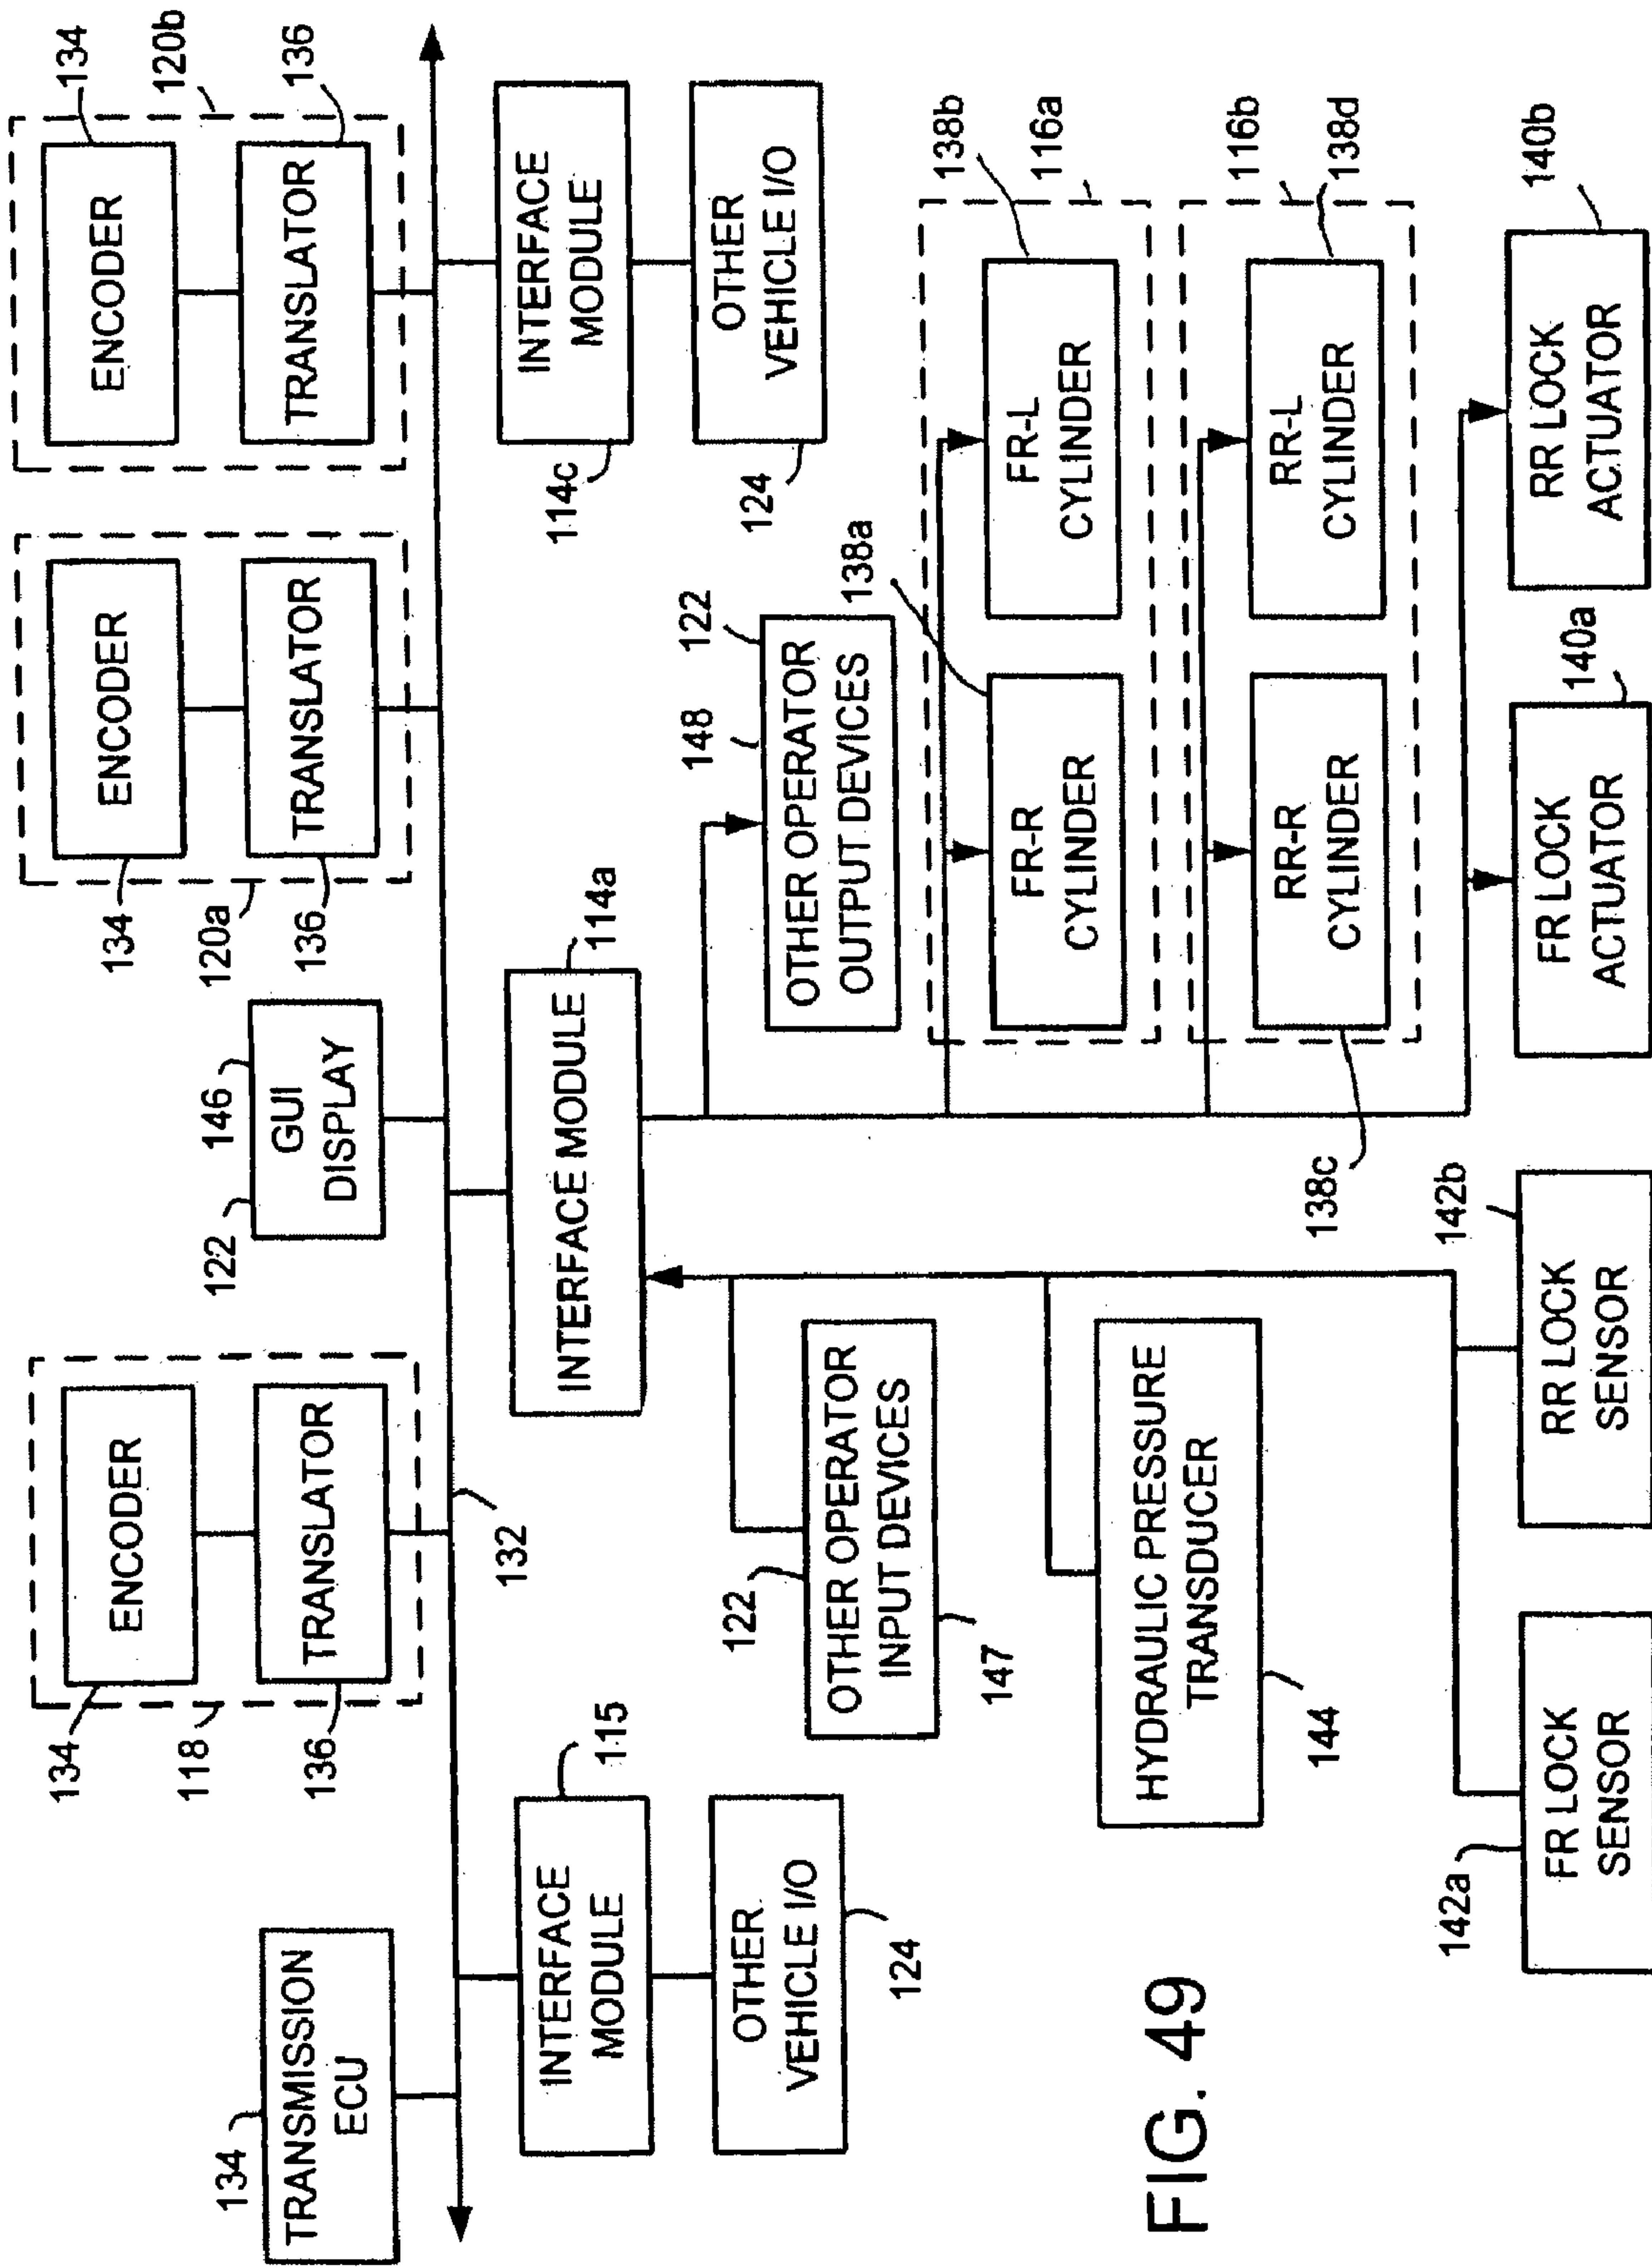 134
TRANSMISSION
ECU
134
ENCODER
118
136
TRANSLATOR
122
146
GUI
DISPLAY
134
ENCODER
120a
136
TRANSLATOR
134
ENCODER
120b
136
TRANSLATOR
132
115
INTERFACE
MODULE
OTHER
VEHICLE I/O
124
INTERFACE MODULE
114a
INTERFACE
MODULE
114c
OTHER
VEHICLE I/O
124
122
OTHER OPERATOR
INPUT DEVICES
147
148
122
OTHER OPERATOR
OUTPUT DEVICES
HYDRAULIC PRESSURE
TRANSDUCER
144
138a
FR-R
CYLINDER
138b
FR-L
CYLINDER
116a
138c
RR-R
CYLINDER
116b
138d
RR-L
CYLINDER
142a
FR LOCK
SENSOR
142b
RR LOCK
SENSOR
140a
FR LOCK
ACTUATOR
140b
RR LOCK
ACTUATOR
FIG. 49